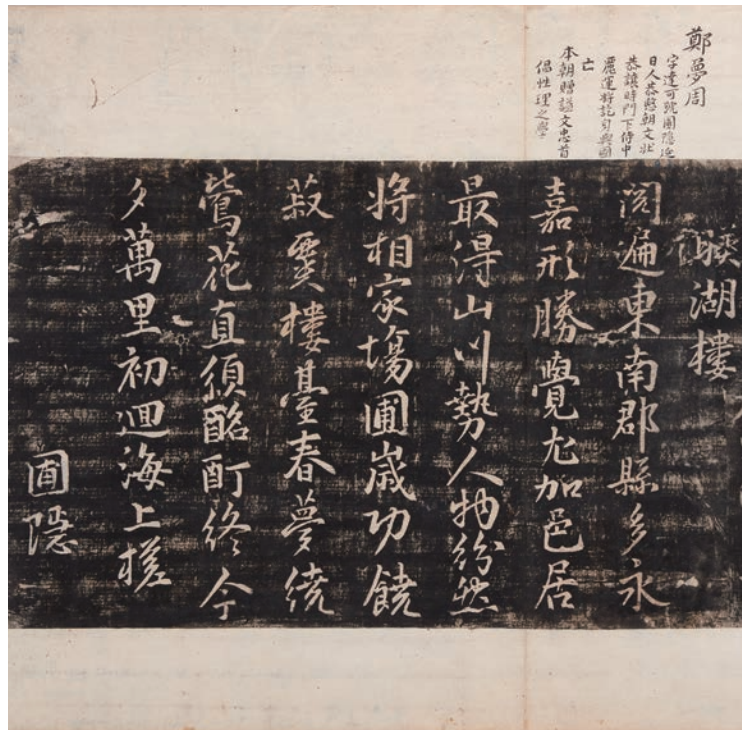 鄭夢周
字達可號圃隱迎
日人恭愍朝文壯
恭讓時門下侍中
麗運將訖身與國
亡
本朝贈諡文忠首
倡性理之學
暎湖樓
閱遍東南郡縣多永
嘉形勝覺尤加邑居
最得山川勢人物紛然
將相家塲圃歲功饒
菽粟樓臺春夢繞
鶯花直須酩酊終今
夕萬里初迴海上槎
圃隱